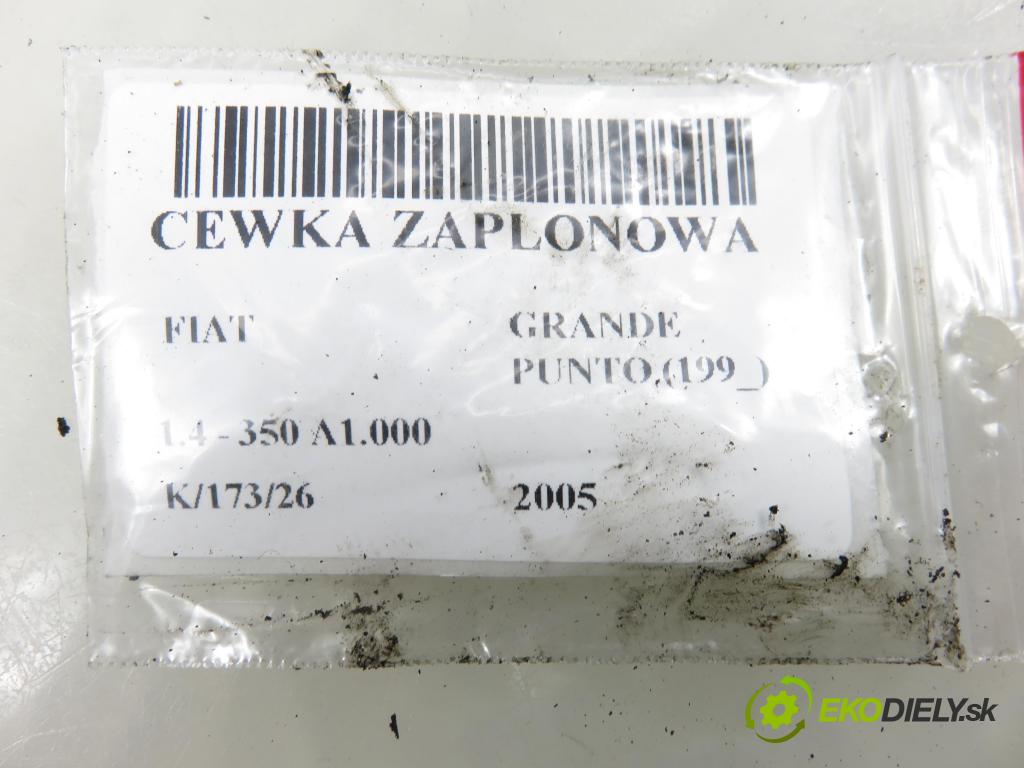 CEWKA ZAPLONOWA
FIAT
GRANDE
PUNTO (199_)
1.4 - 350 A1.000
K/173/26
2005
EKODIELY.sk